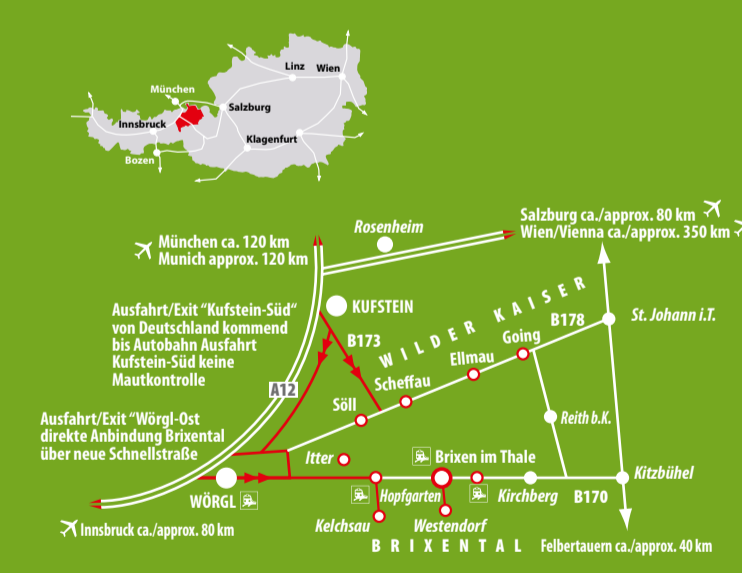 Linz
Wien
München
Salzburg
Innsbruck
Klagenfurt
Bozen
Salzburg ca./approx. 80 km
Wien/Vienna ca./approx. 350 km
Rosenheim
München ca. 120 km
Munich approx. 120 km
Ausfahrt/Exit “Kufstein-Süd“
von Deutschland kommend
bis Autobahn Ausfahrt
Kufstein-Süd keine
Mautkontrolle
KUFSTEIN
B173
WILDER KAISER
B178
St. Johann i.T.
Going
Ellmau
Scheffau
Söll
A12
Reith b.K.
Ausfahrt/Exit “Wörgl-Ost
direkte Anbindung Brixental
über neue Schnellstraße
Itter
Brixen im Thale
Kitzbühel
WÖRGL
Hopfgarten
Kirchberg
B170
Kelchsau
Westendorf
Innsbruck ca./approx. 80 km
BRIXENTAL
Felbertauern ca./approx. 40 km